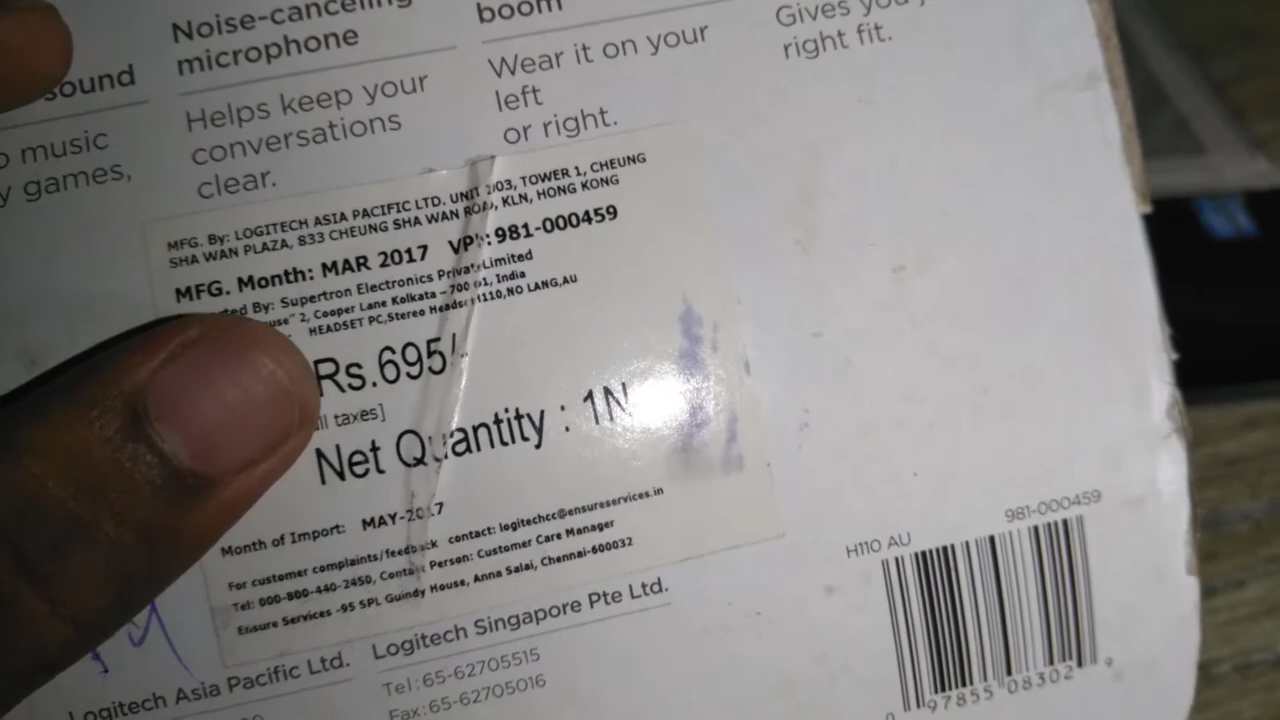 sound
music
games,
Noise-canceling
microphone
Helps keep your
conversations
clear.
boom
Wear it on your
left
or right.
Gives you
right fit.
MFG. By: LOGITECH ASIA PACIFIC LTD. UNIT 03, TOWER 1, CHEUNG
SHA WAN PLAZA, 833 CHEUNG SHA WAN ROAD, KLN, HONG KONG
MFG. Month: MAR 2017 981-000459
By: Supertron Electronics Private Limited
2, Cooper Lane Kolkata – 700 India
HEADSET PC,Stereo H110,NO LANG,AU
Rs.695/-
taxes]
Net Quantity : 1N
Month of Import: MAY-2017
For customer complaints/feedback contact: logitechcc@ensureservices.in
Tel: 000-800-440-2450, Contact Person: Customer Care Manager
Ensure Services -95 SPL Guindy House, Anna Salai, Chennai-600032
Logitech Asia Pacific Ltd.
Logitech Singapore Pte Ltd.
Tel:65-62705515
Fax:65-62705016
H110 AU 981-000459
0 97855 08302 9